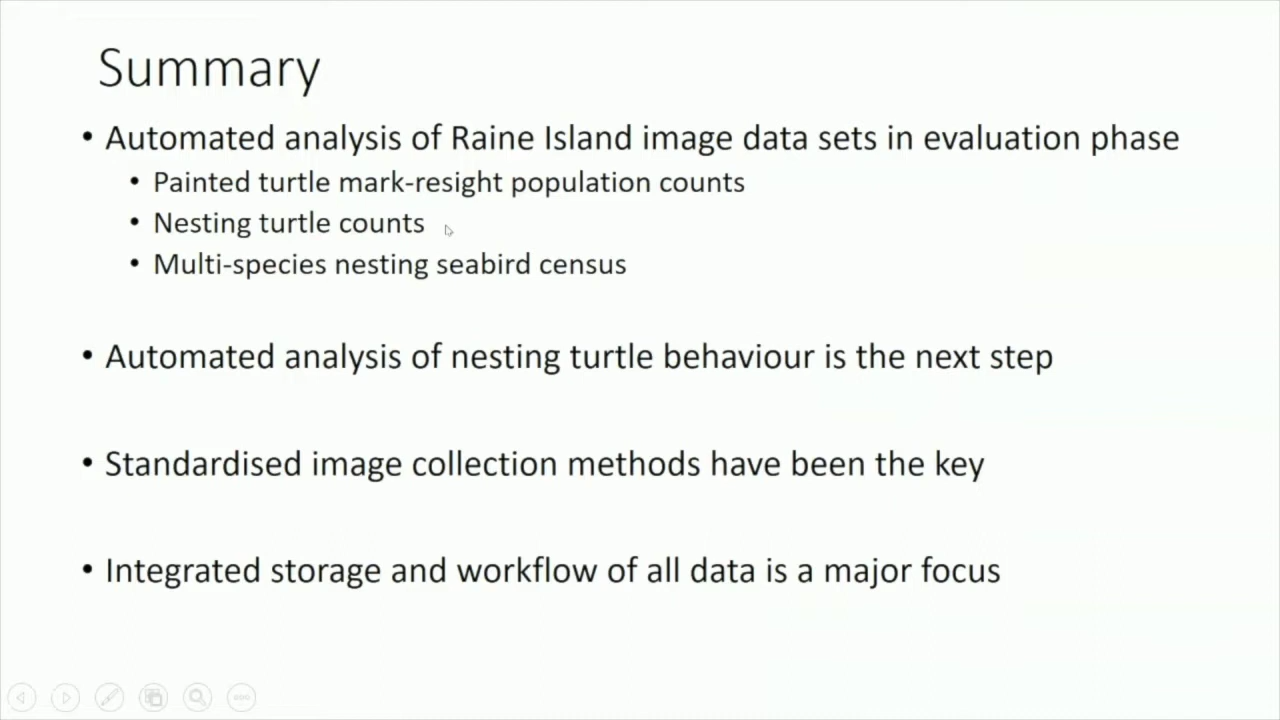 Summary
• Automated analysis of Raine Island image data sets in evaluation phase
• Painted turtle mark-resight population counts
• Nesting turtle counts
• Multi-species nesting seabird census
• Automated analysis of nesting turtle behaviour is the next step
• Standardised image collection methods have been the key
• Integrated storage and workflow of all data is a major focus